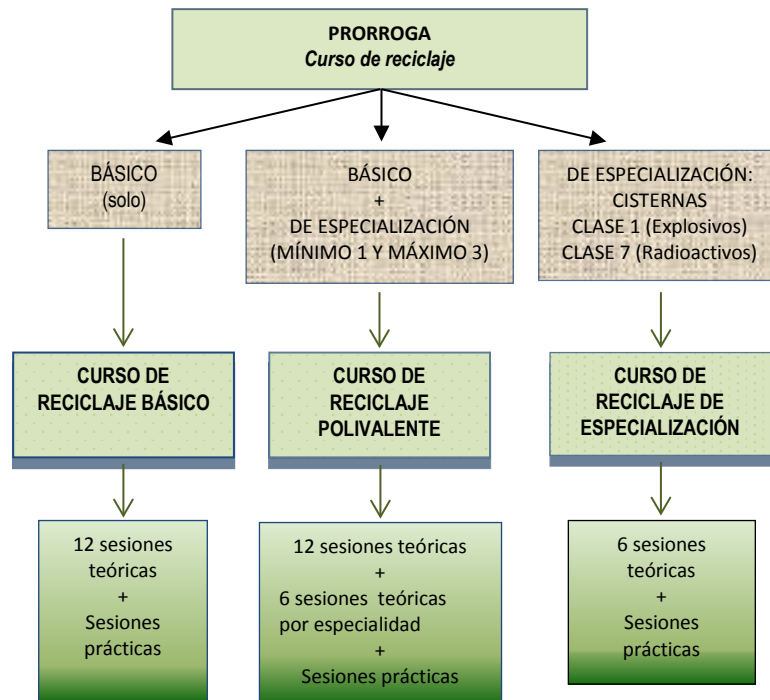 PRORROGA
Curso de reciclaje
BÁSICO
(solo)
BÁSICO
+
DE ESPECIALIZACIÓN
(MÍNIMO 1 Y MÁXIMO 3)
DE ESPECIALIZACIÓN:
CISTERNAS
CLASE 1 (Explosivos)
CLASE 7 (Radioactivos)
CURSO DE
RECICLAJE BÁSICO
CURSO DE
RECICLAJE
POLIVALENTE
CURSO DE
RECICLAJE DE
ESPECIALIZACIÓN
12 sesiones
teóricas
+
Sesiones
prácticas
12 sesiones teóricas
+
6 sesiones teóricas
por especialidad
+
Sesiones prácticas
6 sesiones
teóricas
+
Sesiones
prácticas